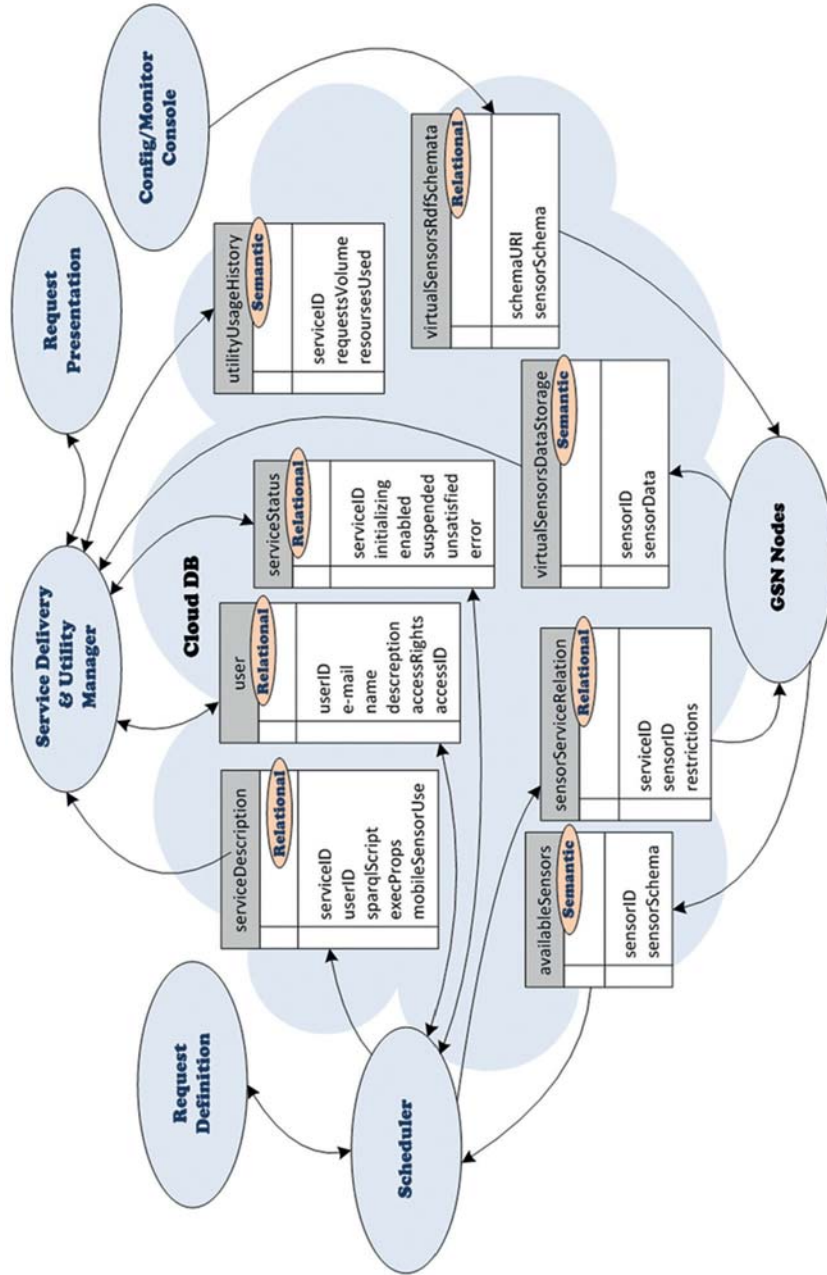 Request
Definition
Service Delivery
& Utility
Manager
Request
Presentation
Config/Monitor
Console
Scheduler
Cloud DB
serviceDescription
Relational
serviceID
userID
sparqlScript
execProps
mobileSensorUse
user
Relational
userID
e-mail
name
descreption
accessRights
accessID
serviceStatus
Relational
serviceID
initializing
enabled
suspended
unsatisfied
error
utilityUsageHistory
Semantic
serviceID
requestsVolume
resoursesUsed
availableSensors
Semantic
sensorID
sensorSchema
sensorServiceRelation
Relational
serviceID
sensorID
restrictions
virtualSensorsDataStorage
Semantic
sensorID
sensorData
virtualSensorsRdfSchemata
Relational
schemaURI
sensorSchema
GSN Nodes